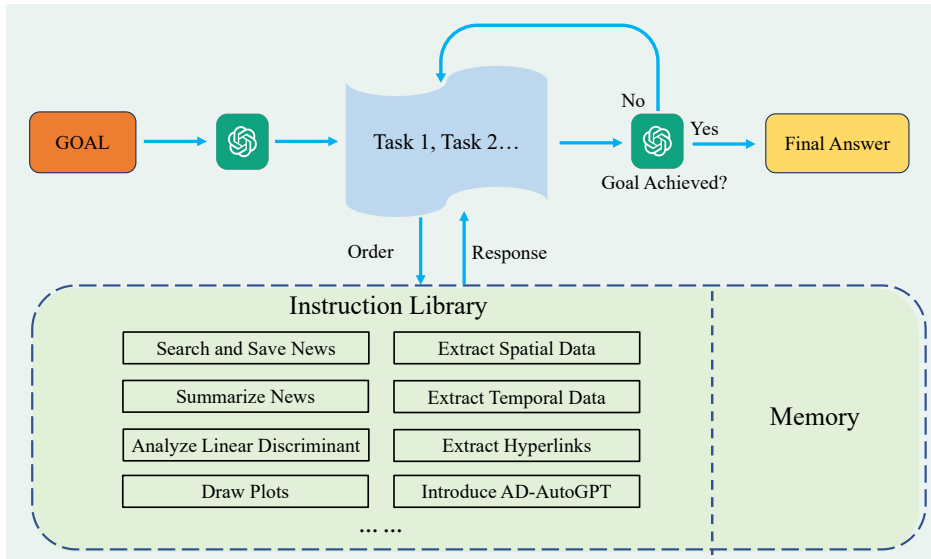 No
GOAL
Task 1, Task 2…
Yes
Final Answer
Goal Achieved?
Order
Response
Instruction Library
Search and Save News
Extract Spatial Data
Summarize News
Extract Temporal Data
Memory
Analyze Linear Discriminant
Extract Hyperlinks
Draw Plots
Introduce AD-AutoGPT
... ...